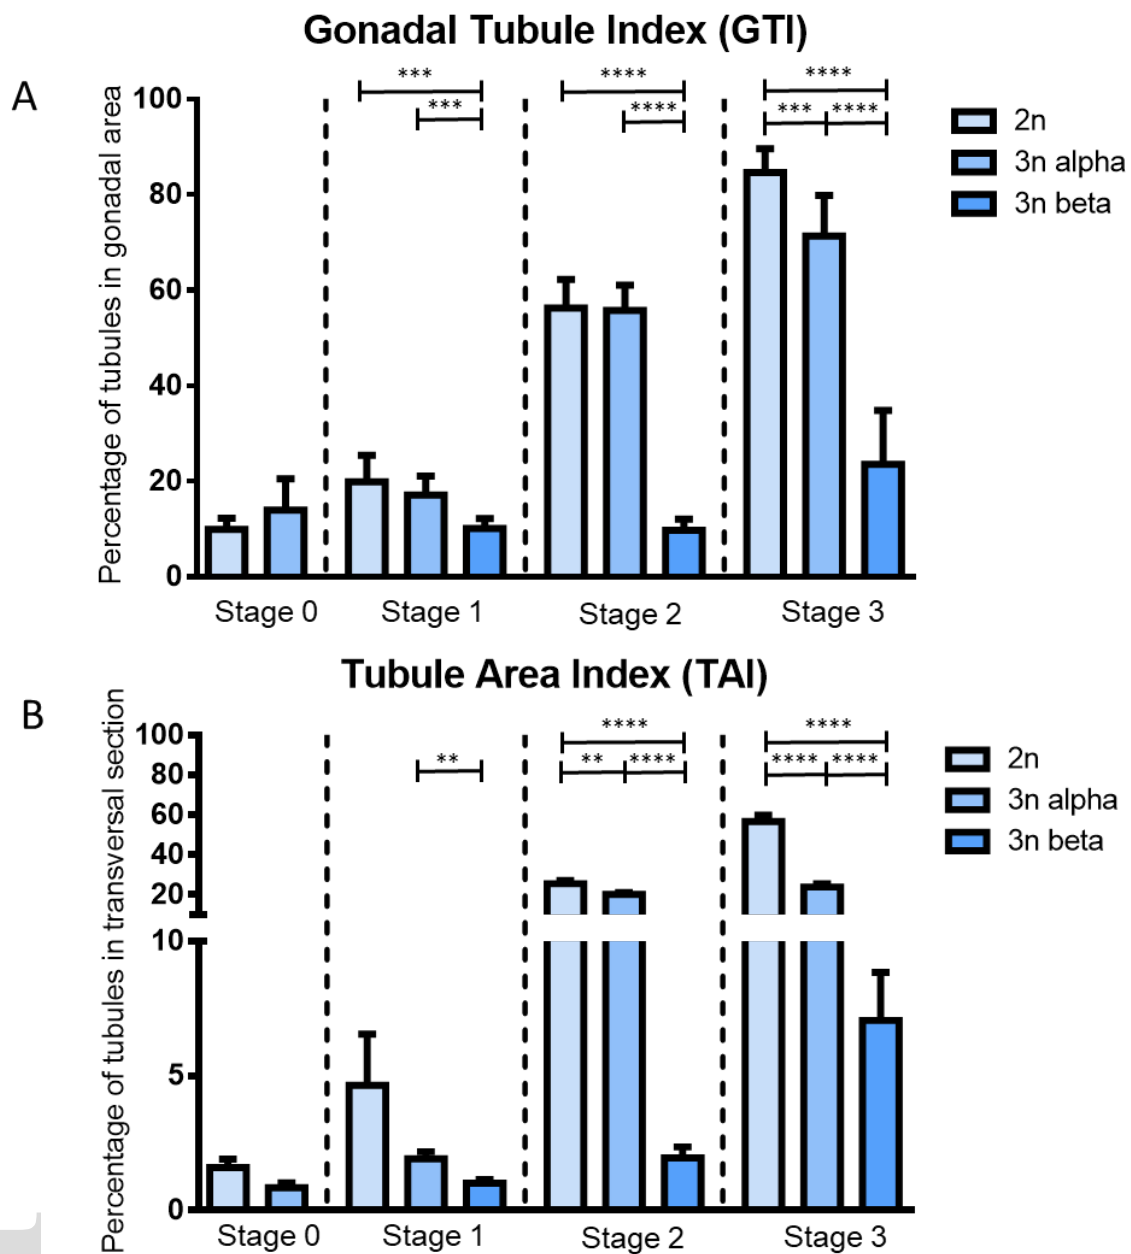 Gonadal Tubule Index (GTI)
A
Percentage of tubules in gonadal area
100
80
60
40
20
0
*** 
***
****
****
****
*** ****
2n
3n alpha
3n beta
Stage 0 Stage 1 Stage 2 Stage 3
Tubule Area Index (TAI)
B
Percentage of tubules in transversal section
100
80
60
40
20
10
5
0
**
****
** ****
****
**** ****
2n
3n alpha
3n beta
Stage 0 Stage 1 Stage 2 Stage 3